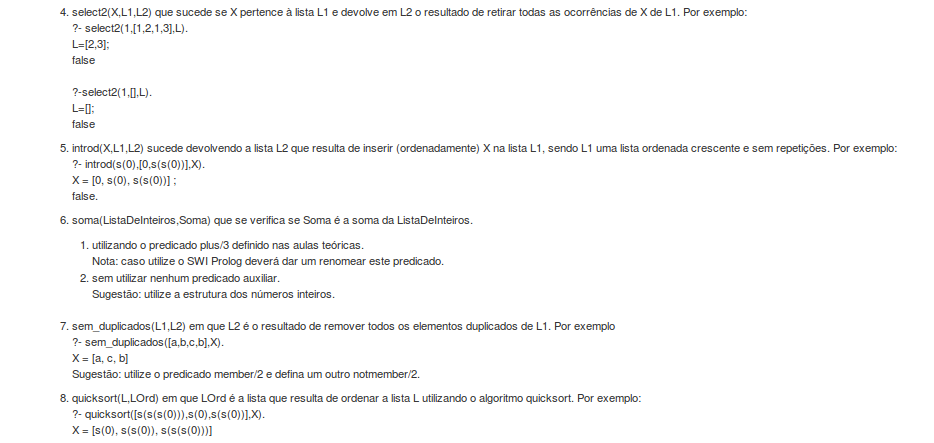 4. select2(X,L1,L2) que sucede se X pertence à lista L1 e devolve em L2 o resultado de retirar todas as ocorrências de X de L1. Por exemplo:
?- select2(1,[1,2,1,3],L).
L=[2,3];
false
?-select2(1,[],L).
L=[];
false
5. introd(X,L1,L2) sucede devolvendo a lista L2 que resulta de inserir (ordenadamente) X na lista L1, sendo L1 uma lista ordenada crescente e sem repetições. Por exemplo:
?- introd(s(0),[0,s(s(0))],X).
X = [0, s(0), s(s(0))] ;
false.
6. soma(ListaDeInteiros,Soma) que se verifica se Soma é a soma da ListaDeInteiros.
1. utilizando o predicado plus/3 definido nas aulas teóricas.
Nota: caso utilize o SWI Prolog deverá dar um renomear este predicado.
2. sem utilizar nenhum predicado auxiliar.
Sugestão: utilize a estrutura dos números inteiros.
7. sem_duplicados(L1,L2) em que L2 é o resultado de remover todos os elementos duplicados de L1. Por exemplo
?- sem_duplicados([a,b,c,b],X).
X = [a, c, b]
Sugestão: utilize o predicado member/2 e defina um outro notmember/2.
8. quicksort(L,LOrd) em que LOrd é a lista que resulta de ordenar a lista L utilizando o algoritmo quicksort. Por exemplo:
?- quicksort([s(s(s(0))),s(0),s(s(0))],X).
X = [s(0), s(s(0)), s(s(s(0)))]